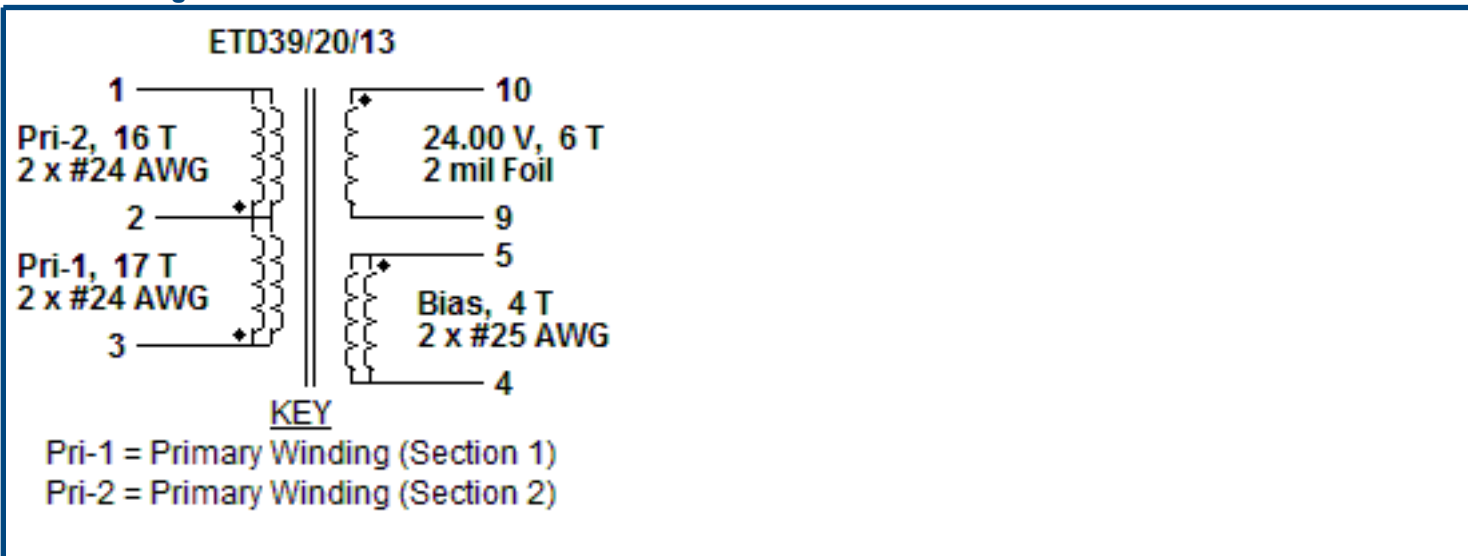 ETD39/20/13
1
Pri-2, 16 T
2 x #24 AWG
2
Pri-1, 17 T
2 x #24 AWG
3
10
24.00 V, 6 T
2 mil Foil
9
5
Bias, 4 T
2 x #25 AWG
4
KEY
Pri-1 = Primary Winding (Section 1)
Pri-2 = Primary Winding (Section 2)